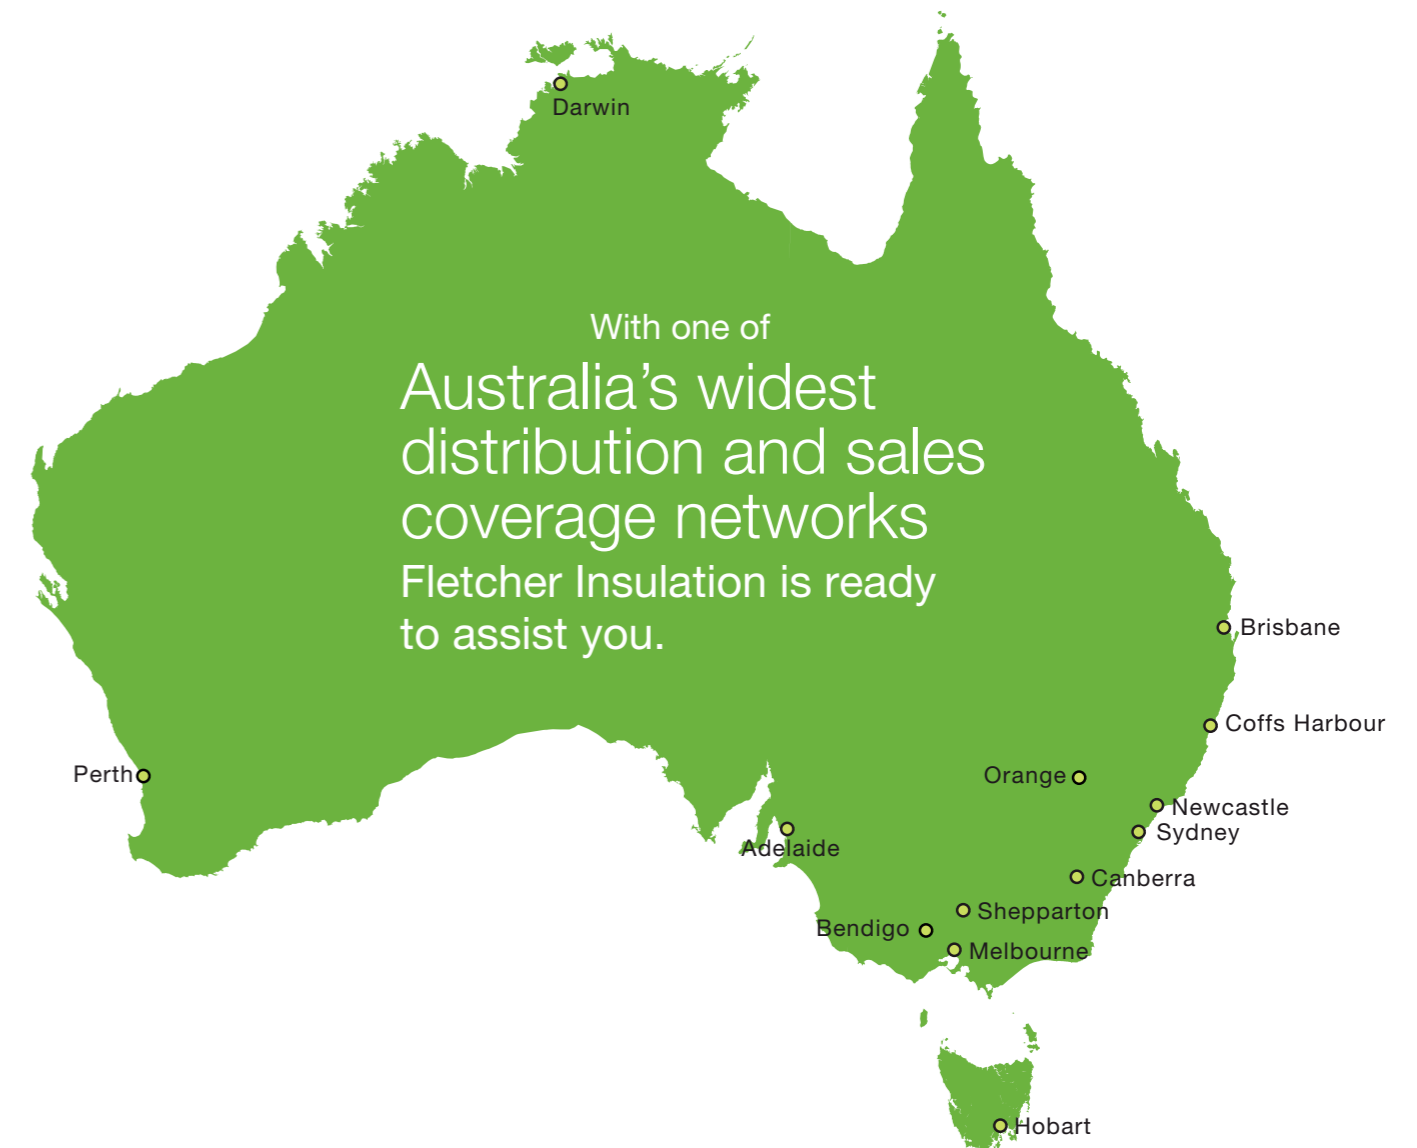 Darwin
With one of
Australia’s widest
distribution and sales
coverage networks
Fletcher Insulation is ready
to assist you.
Brisbane
Coffs Harbour
Perth
Orange
Newcastle
Sydney
Adelaide
Canberra
Shepparton
Bendigo
Melbourne
Hobart